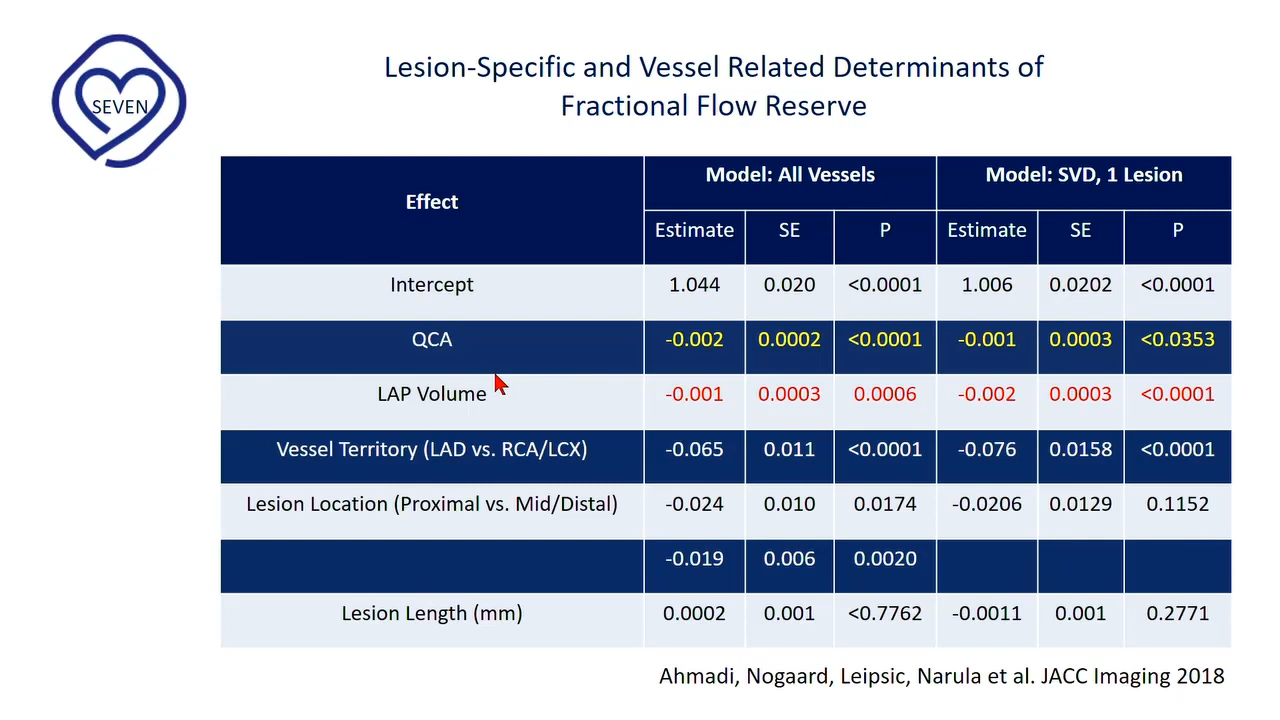 SEVEN
Lesion-Specific and Vessel Related Determinants of
Fractional Flow Reserve
Effect Model: All Vessels Model: SVD, 1 Lesion
Estimate SE P Estimate SE P
Intercept 1.044 0.020 <0.0001 1.006 0.0202 <0.0001
QCA -0.002 0.0002 <0.0001 -0.001 0.0003 <0.0353
LAP Volume -0.001 0.0003 0.0006 -0.002 0.0003 <0.0001
Vessel Territory (LAD vs. RCA/LCX) -0.065 0.011 <0.0001 -0.076 0.0158 <0.0001
Lesion Location (Proximal vs. Mid/Distal) -0.024 0.010 0.0174 -0.0206 0.0129 0.1152
-0.019 0.006 0.0020
Lesion Length (mm) 0.0002 0.001 <0.7762 -0.0011 0.001 0.2771
Ahmadi, Nogaard, Leipsic, Narula et al. JACC Imaging 2018